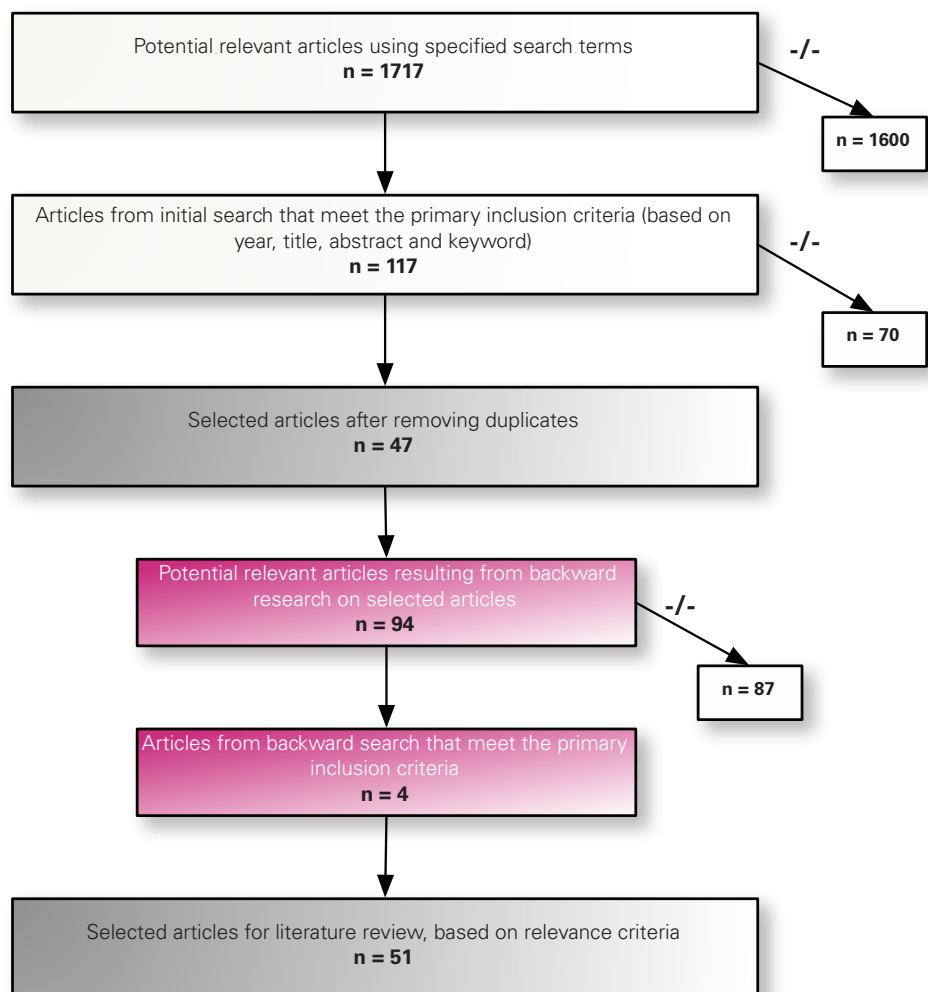 Potential relevant articles using specified search terms
n = 1717
-/-
n = 1600
Articles from initial search that meet the primary inclusion criteria (based on
year, title, abstract and keyword)
n = 117
-/-
n = 70
Selected articles after removing duplicates
n = 47
Potential relevant articles resulting from backward
research on selected articles
n = 94
-/-
n = 87
Articles from backward search that meet the primary
inclusion criteria
n = 4
Selected articles for literature review, based on relevance criteria
n = 51